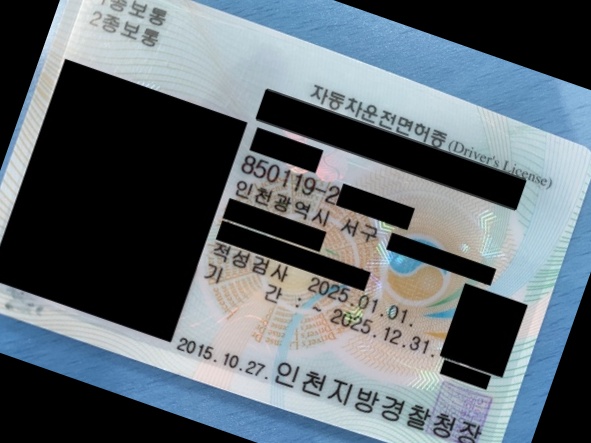 1종보통
2종보통
자동차운전면허증 (Driver's License)
850119-2
인천광역시 서구
적성검사 2025.01.01.
기 간 : ~ 2025.12.31.
2015.10.27. 인천지방경찰청장